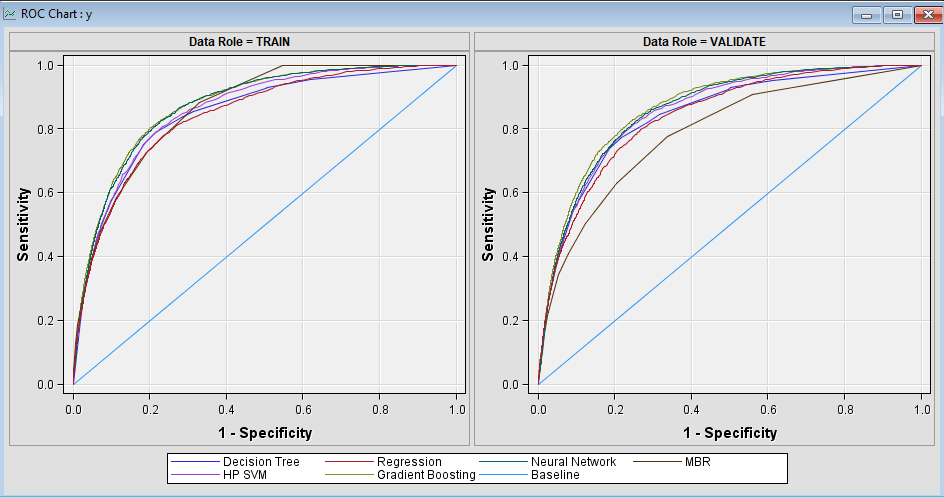 ROC Chart : y
Data Role = TRAIN
Data Role = VALIDATE
Sensitivity
1.0
0.8
0.6
0.4
0.2
0.0
0.0 0.2 0.4 0.6 0.8 1.0
1 - Specificity
Sensitivity
1.0
0.8
0.6
0.4
0.2
0.0
0.0 0.2 0.4 0.6 0.8 1.0
1 - Specificity
Decision Tree Regression Neural Network MBR
HP SVM Gradient Boosting Baseline